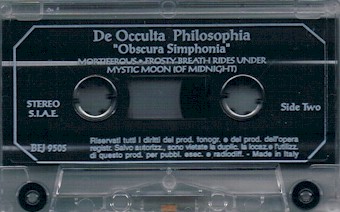 De Occulta Philosophia
"Obscura Simphonia"
MORTIFEROUS • FROSTY BREATH RIDES UNDER
MYSTIC MOON (OF MIDNIGHT)
STEREO
S.I.A.E.
Side Two
BEJ 9505
Riservati tutti i diritti del prod. fonogr. e del prod. dell'opera
registr. Salvo autorizz., sono vietate la duplic. la locaz. e l'utilizz.
di questo prod. per pubbl. esec. e radiodiff. - Made in Italy